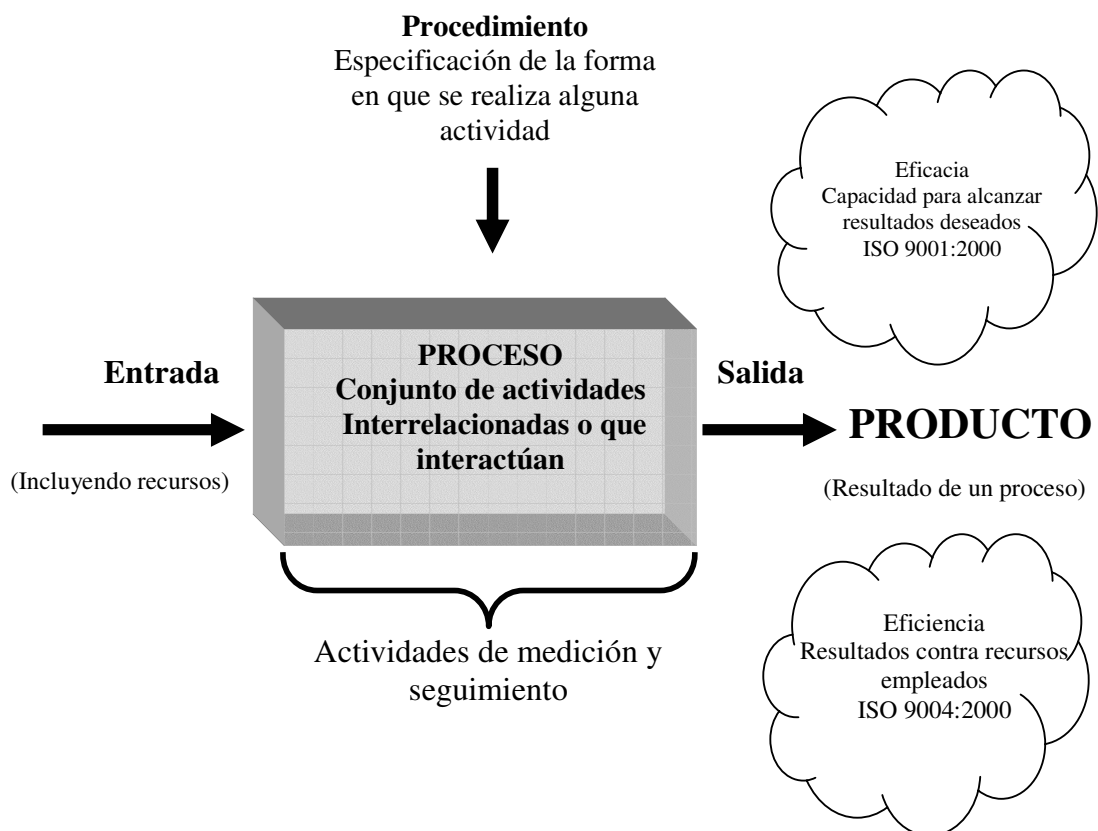 Procedimiento
Especificación de la forma
en que se realiza alguna
actividad
Eficacia
Capacidad para alcanzar
resultados deseados
ISO 9001:2000
Entrada
(Incluyendo recursos)
PROCESO
Conjunto de actividades
Interrelacionadas o que
interactúan
Salida
PRODUCTO
(Resultado de un proceso)
Actividades de medición y
seguimiento
Eficiencia
Resultados contra recursos
empleados
ISO 9004:2000